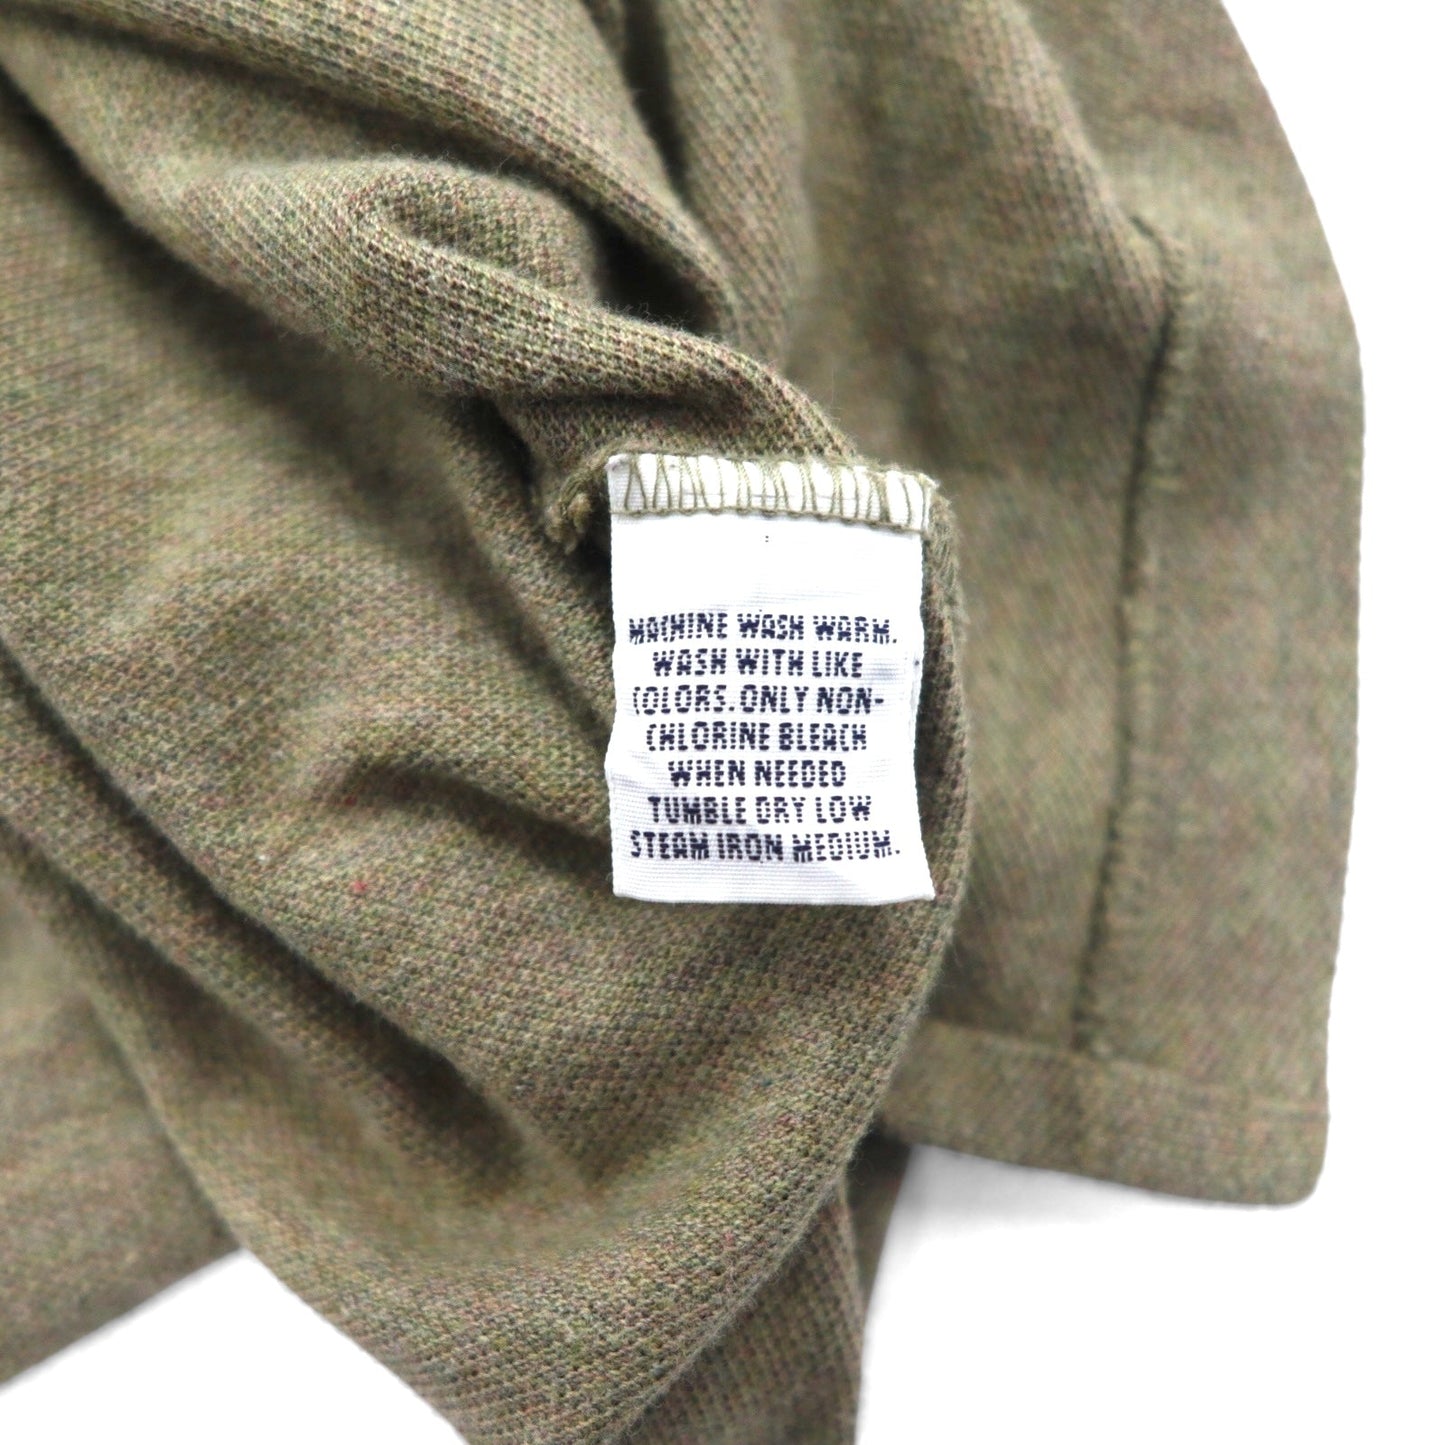 MACHINE WASH WARM.
WASH WITH LIKE
COLORS. ONLY NON-
CHLORINE BLEACH
WHEN NEEDED
TUMBLE DRY LOW
STEAM IRON MEDIUM.